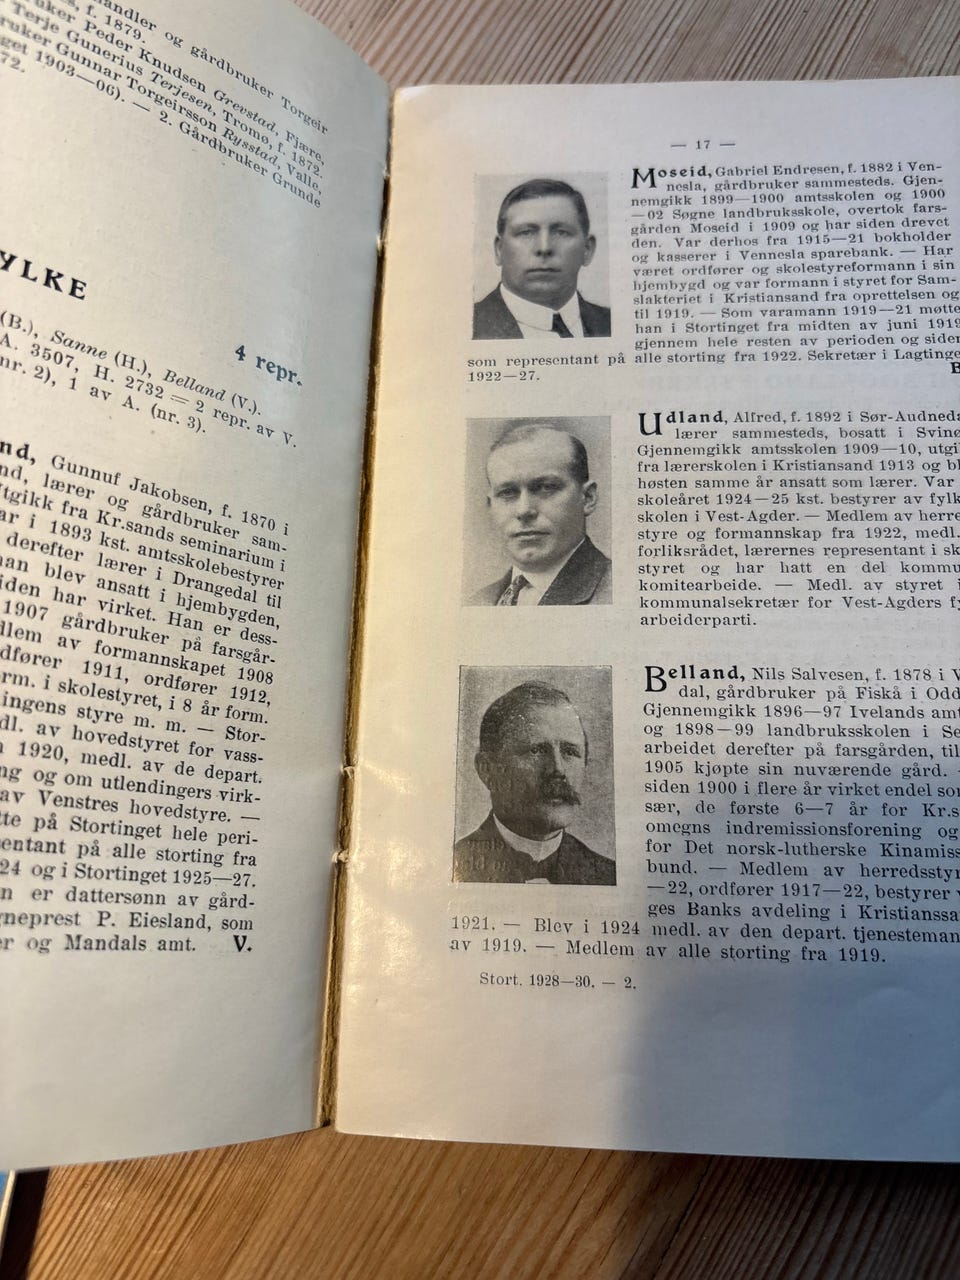 handler og gårdbruker Torgeir
f. 1879.
Peder Knudsen Grevstad, Fjære,
Terje Gunerius Terjesen, Tromø, f. 1872.
Gunnar Torgeirsson Rysstad, Valle,
1903—06). — 2. Gårdbruker Grunde
72.
YLKE
4 repr.
(B.), Sanne (H.), Belland (V.).
A. 3507, H. 2732 = 2 repr. av V.
nr. 2), 1 av A. (nr. 3).
nd, Gunnuf Jakobsen, f. 1870 i
nd, lærer og gårdbruker sam-
tgikk fra Kr.sands seminarium i
ar i 1893 kst. amtsskolebestyrer
derefter lærer i Drangedal til
an blev ansatt i hjembygden,
iden har virket. Han er dess-
1907 gårdbruker på farsgår-
dlem av formannskapet 1908
dfører 1911, ordfører 1912,
orm. i skolestyret, i 8 år form.
ingens styre m. m. — Stor-
dl. av hovedstyret for vass-
1920, medl. av de depart.
ng og om utlendingers virk-
av Venstres hovedstyre. —
te på Stortinget hele peri-
entant på alle storting fra
24 og i Stortinget 1925—27.
n er dattersønn av gård-
gneprest P. Eiesland, som
er og Mandals amt. V.
— 17 —
Moseid, Gabriel Endresen, f. 1882 i Ven-
nesla, gårdbruker sammesteds. Gjen-
nemgikk 1899—1900 amtsskolen og 1900
—02 Søgne landbruksskole, overtok fars-
gården Moseid i 1909 og har siden drevet
den. Var derhos fra 1915—21 bokholder
og kasserer i Vennesla sparebank. — Har
været ordfører og skolestyreformann i sin
hjembygd og var formann i styret for Sam-
slakteriet i Kristiansand fra oprettelsen og
til 1919. — Som varamann 1919—21 møtte
han i Stortinget fra midten av juni 1919
gjennem hele resten av perioden og siden
som representant på alle storting fra 1922. Sekretær i Lagtinge
1922—27. B
Udland, Alfred, f. 1892 i Sør-Audneda
lærer sammesteds, bosatt i Svinø
Gjennemgikk amtsskolen 1909—10, utgi
fra lærerskolen i Kristiansand 1913 og bl
høsten samme år ansatt som lærer. Var
skoleåret 1924—25 kst. bestyrer av fylk
skolen i Vest-Agder. — Medlem av herre
styre og formannskap fra 1922, medl.
forliksrådet, lærernes representant i sk
styret og har hatt en del kommu
komitearbeide. — Medl. av styret i
kommunalsekretær for Vest-Agders fy
arbeiderparti.
Belland, Nils Salvesen, f. 1878 i V
dal, gårdbruker på Fiskå i Odd
Gjennemgikk 1896—97 Ivelands amt
og 1898—99 landbruksskolen i Se
arbeidet derefter på farsgården, til
1905 kjøpte sin nuværende gård. —
siden 1900 i flere år virket endel som
sær, de første 6—7 år for Kr.s
omegns indremissionsforening og
for Det norsk-lutherske Kinamiss
bund. — Medlem av herredsstyr
—22, ordfører 1917—22, bestyrer v
ges Banks avdeling i Kristianssa
1921. — Blev i 1924 medl. av den depart. tjenesteman
av 1919. — Medlem av alle storting fra 1919.
Stort. 1928—30. — 2.